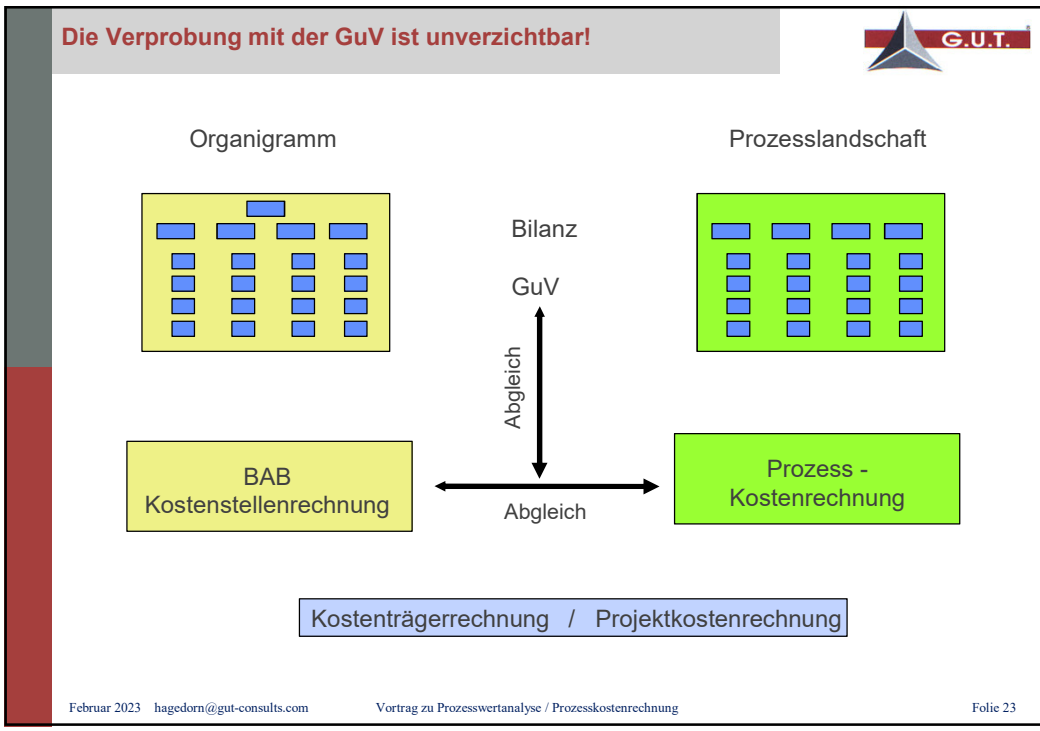 Die Verprobung mit der GuV ist unverzichtbar!
G.U.T.
Organigramm
Prozesslandschaft
Bilanz
GuV
Abgleich
BAB
Kostenstellenrechnung
Abgleich
Prozess -
Kostenrechnung
Kostenträgerrechnung / Projektkostenrechnung
Februar 2023 hagedorn@gut-consults.com Vortrag zu Prozesswertanalyse / Prozesskostenrechnung Folie 23